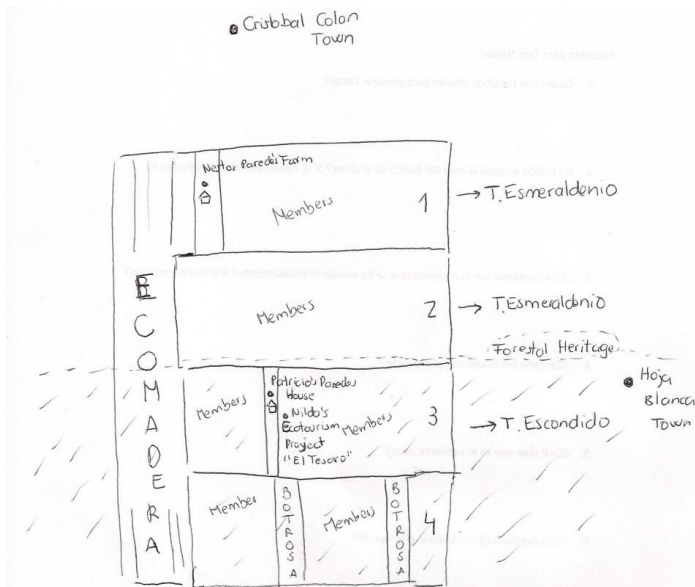 Cristobal Colon
Town
Nestor Paredes Farm
Members
1
→ T. Esmeraldenio
ECOMADERA
Members
2
→ T. Esmeraldenio
Forestal Heritage
Patricio's Paredes
House
Members
• Nilda's
Ecotourism
Project
"El Tesoro"
Members
3
→ T. Escondido
Hoja
Blanca
Town
Member
BOTROSA
Members
BOTROSA
4